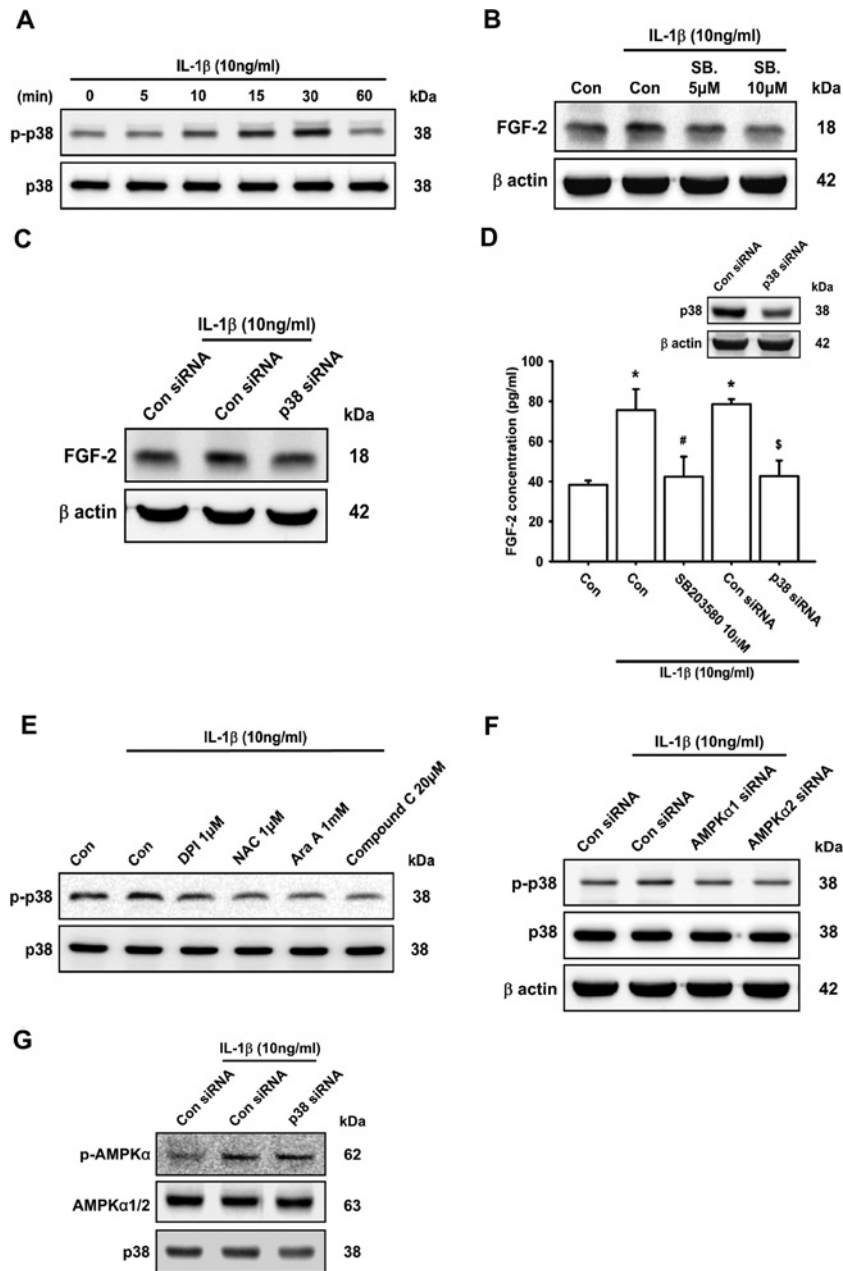 A
IL-1β (10ng/ml)
(min) 0 5 10 15 30 60 kDa
p-p38 38
p38 38
B
IL-1β (10ng/ml)
Con Con SB. 5μM SB. 10μM kDa
FGF-2 18
β actin 42
C
IL-1β (10ng/ml)
Con siRNA Con siRNA p38 siRNA kDa
FGF-2 18
β actin 42
D
Con siRNA p38 siRNA kDa
p38 38
β actin 42
FGF-2 concentration (pg/ml)
100
80
60
40
20
0
* # * $
Con Con SB203580 10μM Con siRNA p38 siRNA
IL-1β (10ng/ml)
E
IL-1β (10ng/ml)
Con Con DPI 1μM NAC 1μM Ara A 1mM Compound C 20μM kDa
p-p38 38
p38 38
F
IL-1β (10ng/ml)
Con siRNA Con siRNA AMPKα1 siRNA AMPKα2 siRNA kDa
p-p38 38
p38 38
β actin 42
G
IL-1β (10ng/ml)
Con siRNA Con siRNA p38 siRNA kDa
p-AMPKα 62
AMPKα1/2 63
p38 38